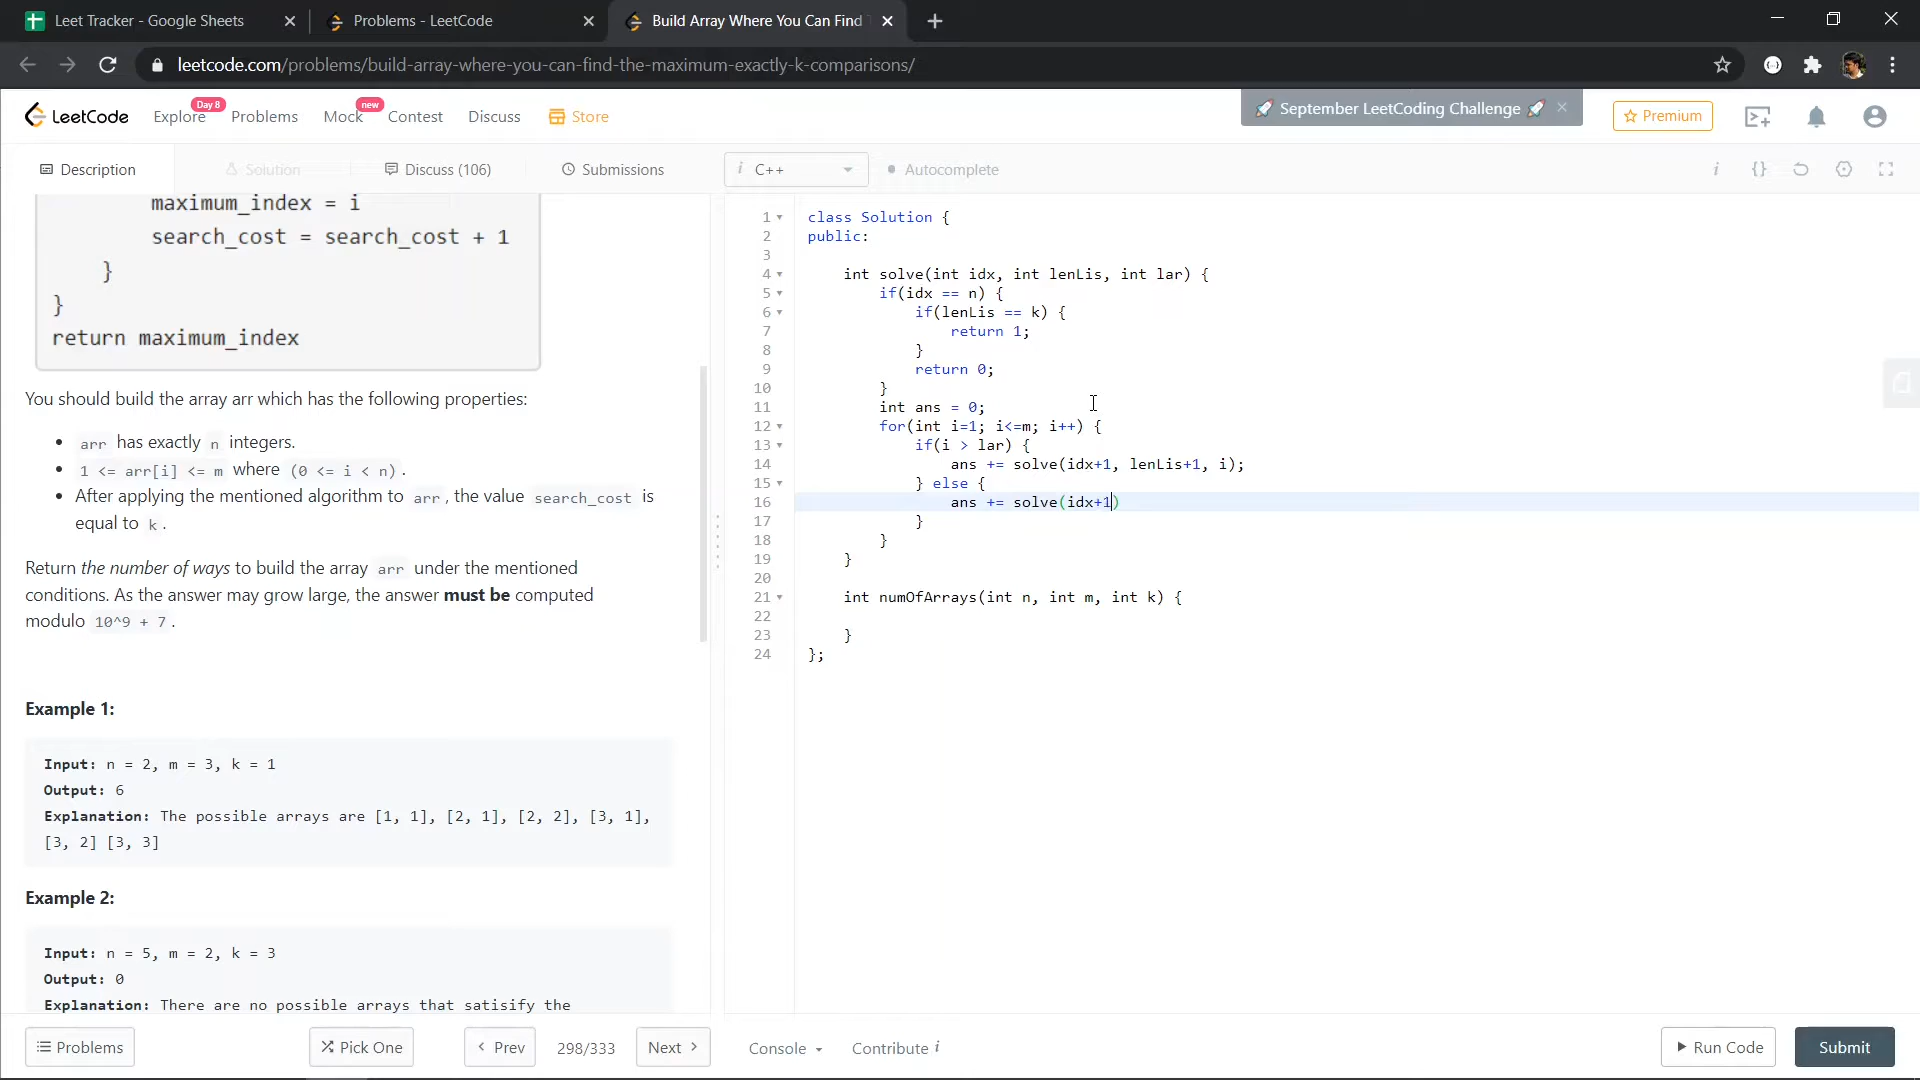 Leet Tracker - Google Sheets
Problems - LeetCode
Build Array Where You Can Find
leetcode.com/problems/build-array-where-you-can-find-the-maximum-exactly-k-comparisons/
LeetCode
Explore
Day 8
Problems
Mock
new
Contest
Discuss
Store
🚀 September LeetCoding Challenge 🚀
Premium
Description
Solution
Discuss (106)
Submissions
i C++
Autocomplete
i {}
maximum_index = i
search_cost = search_cost + 1
}
}
return maximum_index
You should build the array arr which has the following properties:
• arr has exactly n integers.
• 1 <= arr[i] <= m where (0 <= i < n).
• After applying the mentioned algorithm to arr, the value search_cost is
equal to k.
Return the number of ways to build the array arr under the mentioned
conditions. As the answer may grow large, the answer must be computed
modulo 10^9 + 7.
Example 1:
Input: n = 2, m = 3, k = 1
Output: 6
Explanation: The possible arrays are [1, 1], [2, 1], [2, 2], [3, 1],
[3, 2] [3, 3]
Example 2:
Input: n = 5, m = 2, k = 3
Output: 0
Explanation: There are no possible arrays that satisify the
1 class Solution {
2 public:
3
4 int solve(int idx, int lenLis, int lar) {
5 if(idx == n) {
6 if(lenLis == k) {
7 return 1;
8 }
9 return 0;
10 }
11 int ans = 0;
12 for(int i=1; i<=m; i++) {
13 if(i > lar) {
14 ans += solve(idx+1, lenLis+1, i);
15 } else {
16 ans += solve(idx+1)
17 }
18 }
19 }
20
21 int numOfArrays(int n, int m, int k) {
22
23 }
24 };
Problems
Pick One
Prev
298/333
Next
Console
Contribute i
Run Code
Submit